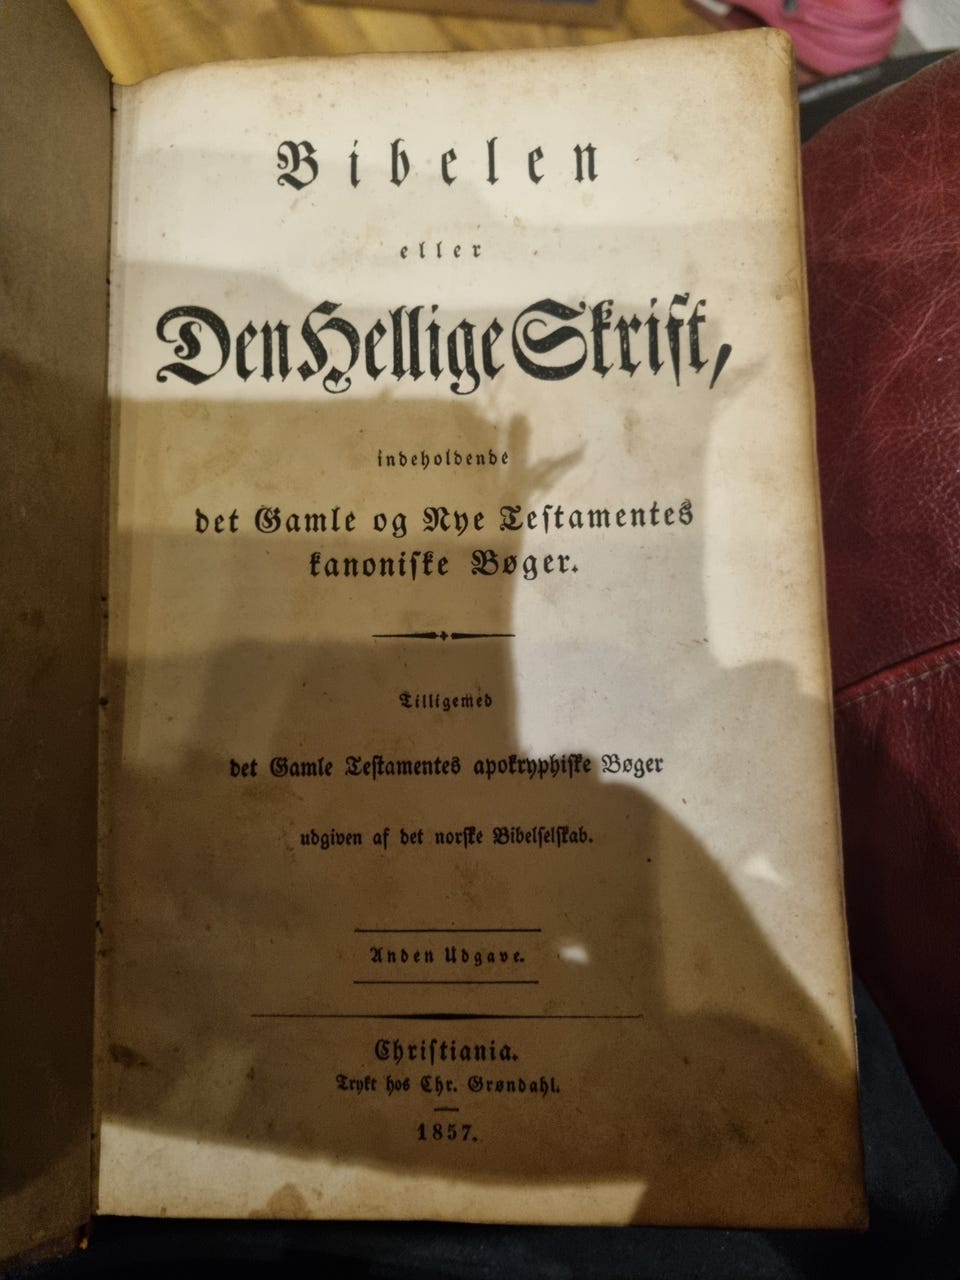 Bibelen
eller
Den Hellige Skrift,
indeholdende
det Gamle og Nye Testamentes
kanoniske Bøger.
Tilligemed
det Gamle Testamentes apokryphiske Bøger
udgiven af det norske Bibelselskab.
Anden Udgave.
Christiania.
Trykt hos Chr. Grøndahl.
1857.